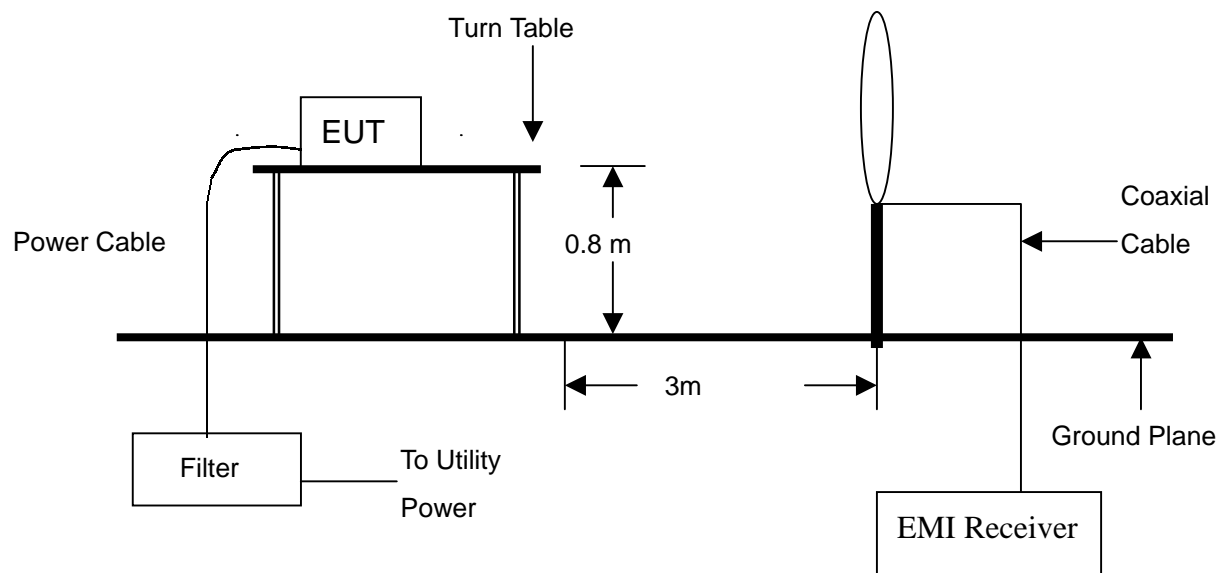 Turn Table
EUT
Coaxial
Cable
Power Cable
0.8 m
3m
Ground Plane
Filter
To Utility
Power
EMI Receiver